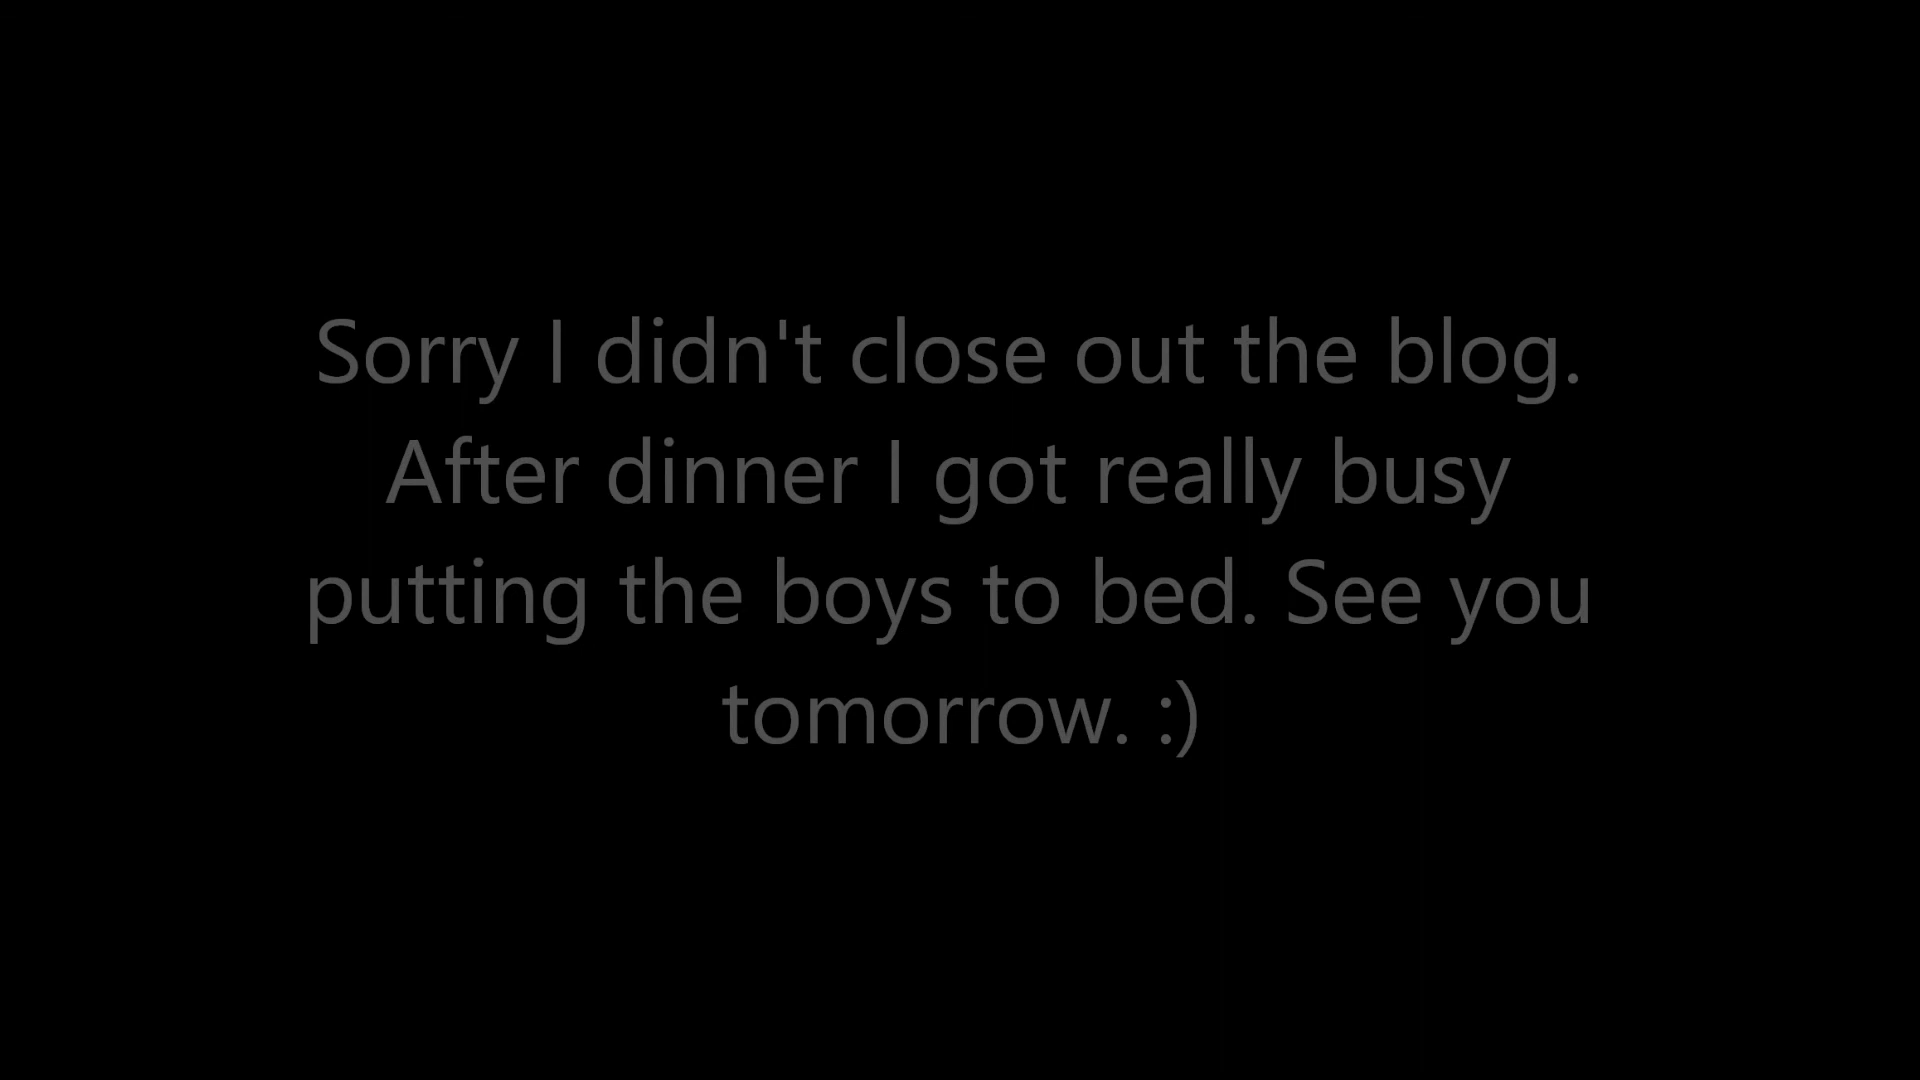 Sorry I didn't close out the blog.
After dinner I got really busy
putting the boys to bed. See you
tomorrow. :)